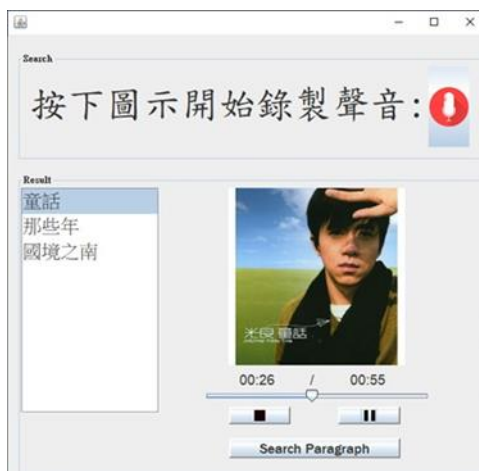 Search
按下圖示開始錄製聲音:
Result
童話
那些年
國境之南
光良 童話
00:26 / 00:55
Search Paragraph